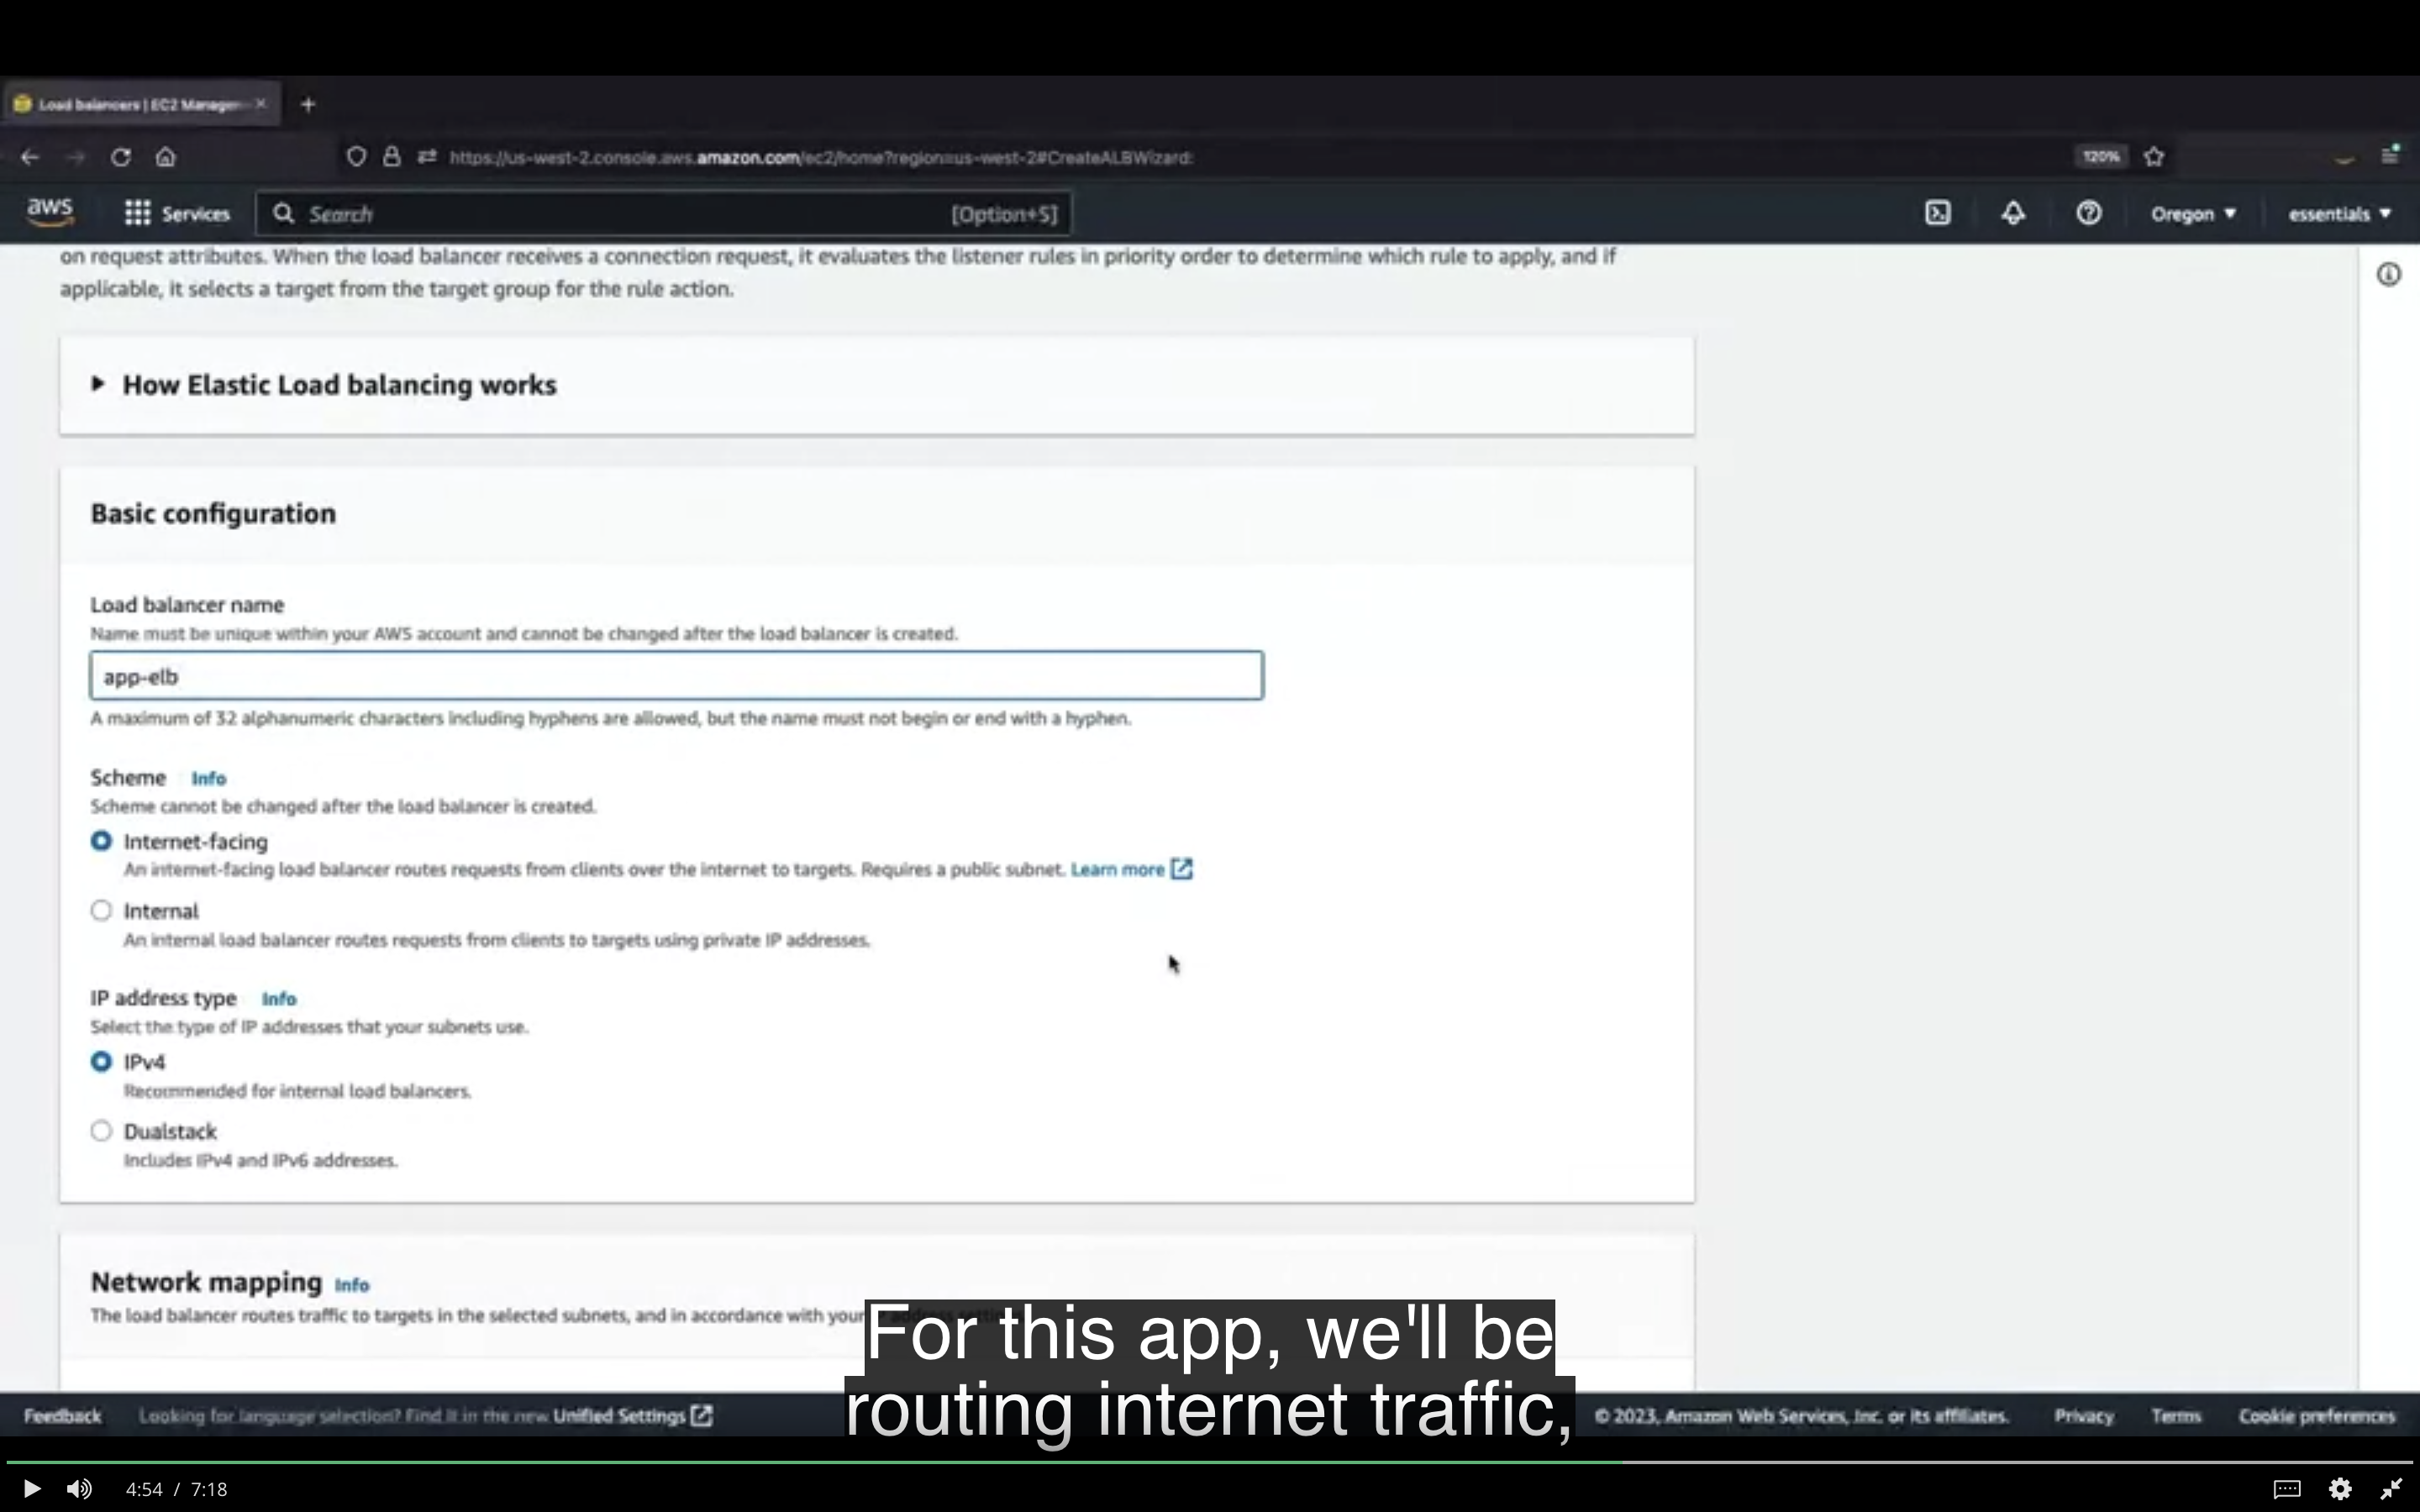 Load balancers | EC2 Manager
https://us-west-2.console.aws.amazon.com/ec2/home?region=us-west-2#CreateALBWizard:
120%
aws
Services
Search
[Option+S]
Oregon
essentials
on request attributes. When the load balancer receives a connection request, it evaluates the listener rules in priority order to determine which rule to apply, and if
applicable, it selects a target from the target group for the rule action.
How Elastic Load balancing works
Basic configuration
Load balancer name
Name must be unique within your AWS account and cannot be changed after the load balancer is created.
app-elb
A maximum of 32 alphanumeric characters including hyphens are allowed, but the name must not begin or end with a hyphen.
Scheme Info
Scheme cannot be changed after the load balancer is created.
Internet-facing
An internet-facing load balancer routes requests from clients over the internet to targets. Requires a public subnet. Learn more
Internal
An internal load balancer routes requests from clients to targets using private IP addresses.
IP address type Info
Select the type of IP addresses that your subnets use.
IPv4
Recommended for internal load balancers.
Dualstack
Includes IPv4 and IPv6 addresses.
Network mapping Info
The load balancer routes traffic to targets in the selected subnets, and in accordance with your
For this app, we'll be
routing internet traffic,
Feedback
Looking for language selection? Find it in the new Unified Settings
© 2023, Amazon Web Services, Inc. or its affiliates.
Privacy
Terms
Cookie preferences
4:54 / 7:18